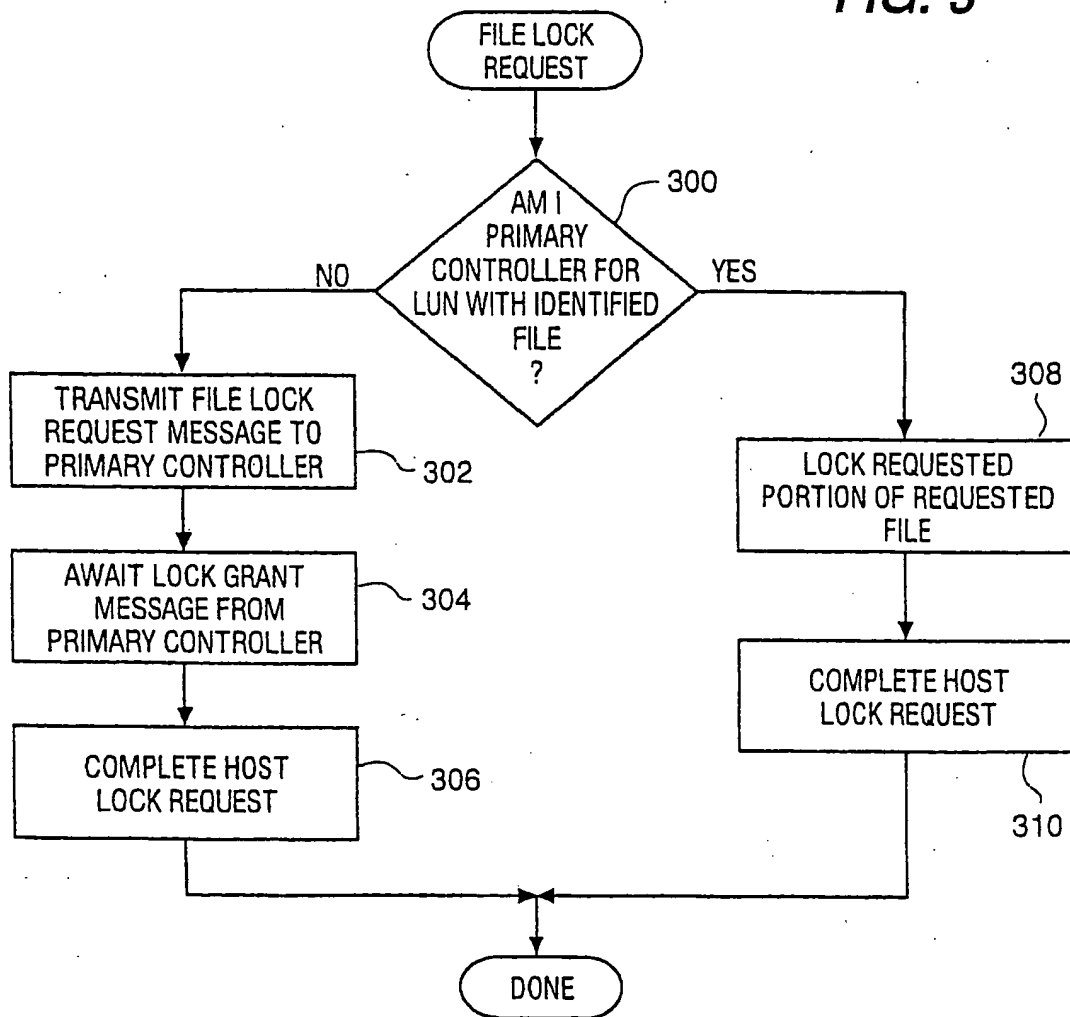 FILE LOCK
REQUEST
AM I
PRIMARY
CONTROLLER FOR
LUN WITH IDENTIFIED
FILE
?
300
NO
YES
TRANSMIT FILE LOCK
REQUEST MESSAGE TO
PRIMARY CONTROLLER
302
AWAIT LOCK GRANT
MESSAGE FROM
PRIMARY CONTROLLER
304
COMPLETE HOST
LOCK REQUEST
306
308
LOCK REQUESTED
PORTION OF REQUESTED
FILE
COMPLETE HOST
LOCK REQUEST
310
DONE